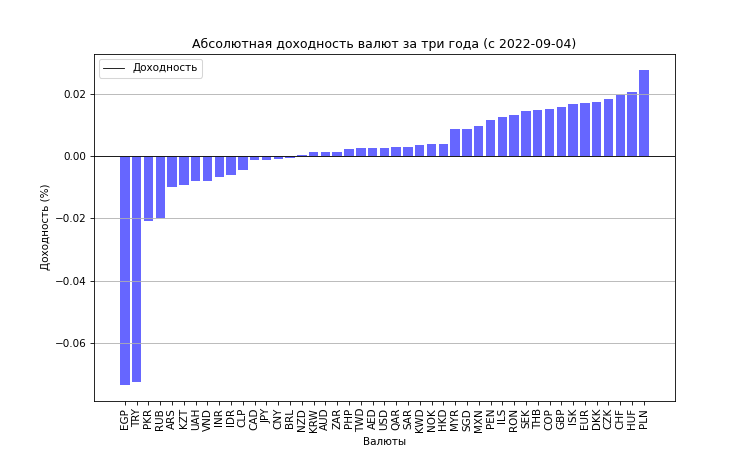 Абсолютная доходность валют за три года (с 2022-09-04)
Доходность
0.02
0.00
−0.02
−0.04
−0.06
Доходность (%)
EGP TRY PKR RUB ARS KZT UAH VND INR IDR CLP CAD JPY CNY BRL NZD KRW AUD ZAR PHP TWD AED USD QAR SAR KWD NOK HKD MYR SGD MXN PEN ILS RON SEK THB COP GBP ISK EUR DKK CZK CHF HUF PLN
Валюты